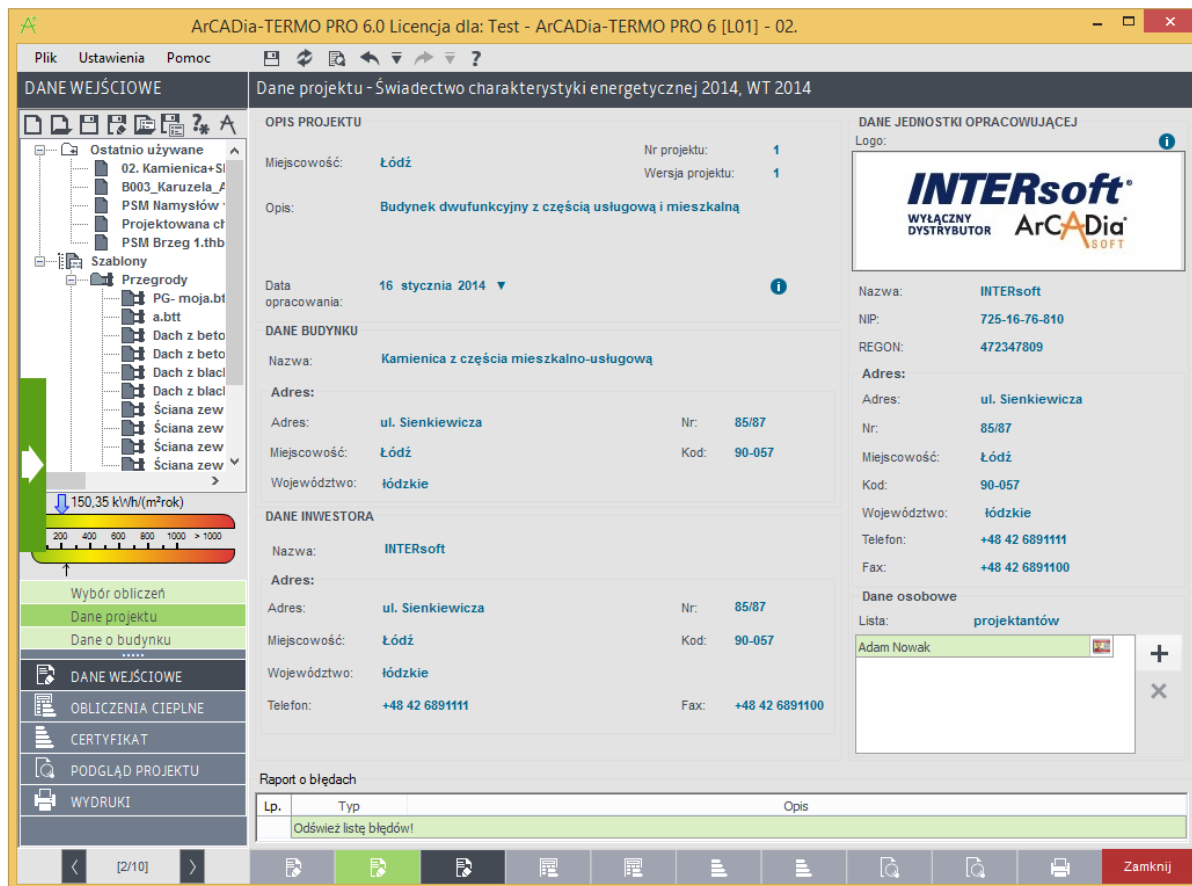 ArCADia-TERMO PRO 6.0 Licencja dla: Test - ArCADia-TERMO PRO 6 [L01] - 02.
Plik Ustawienia Pomoc
DANE WEJŚCIOWE
Dane projektu - Świadectwo charakterystyki energetycznej 2014, WT 2014
Ostatnio używane
02. Kamienica+S
B003_Karuzela_A
PSM Namysłów
Projektowana ch
PSM Brzeg 1.thb
Szablony
Przegrody
PG- moja.bt
a.btt
Dach z beto
Dach z beto
Dach z blac
Dach z blac
Ściana zew
Ściana zew
Ściana zew
Ściana zew
150,35 kWh/(m²rok)
200 400 600 800 1000 > 1000
Wybór obliczeń
Dane projektu
Dane o budynku
DANE WEJŚCIOWE
OBLICZENIA CIEPLNE
CERTYFIKAT
PODGLĄD PROJEKTU
WYDRUKI
[2/10]
OPIS PROJEKTU
Miejscowość: Łódź
Nr projektu: 1
Wersja projektu: 1
Opis: Budynek dwufunkcyjny z częścią usługową i mieszkalną
Data opracowania: 16 stycznia 2014
DANE BUDYNKU
Nazwa: Kamienica z częścia mieszkalno-usługową
Adres:
Adres: ul. Sienkiewicza Nr: 85/87
Miejscowość: Łódź Kod: 90-057
Województwo: łódzkie
DANE INWESTORA
Nazwa: INTERsoft
Adres:
Adres: ul. Sienkiewicza Nr: 85/87
Miejscowość: Łódź Kod: 90-057
Województwo: łódzkie
Telefon: +48 42 6891111 Fax: +48 42 6891100
DANE JEDNOSTKI OPRACOWUJĄCEJ
Logo:
INTERsoft
WYŁĄCZNY
DYSTRYBUTOR
ArCADia
SOFT
Nazwa: INTERsoft
NIP: 725-16-76-810
REGON: 472347809
Adres:
Adres: ul. Sienkiewicza
Nr: 85/87
Miejscowość: Łódź
Kod: 90-057
Województwo: łódzkie
Telefon: +48 42 6891111
Fax: +48 42 6891100
Dane osobowe
Lista: projektantów
Adam Nowak
Raport o błędach
Lp. Typ Opis
Odśwież listę błędów!
Zamknij